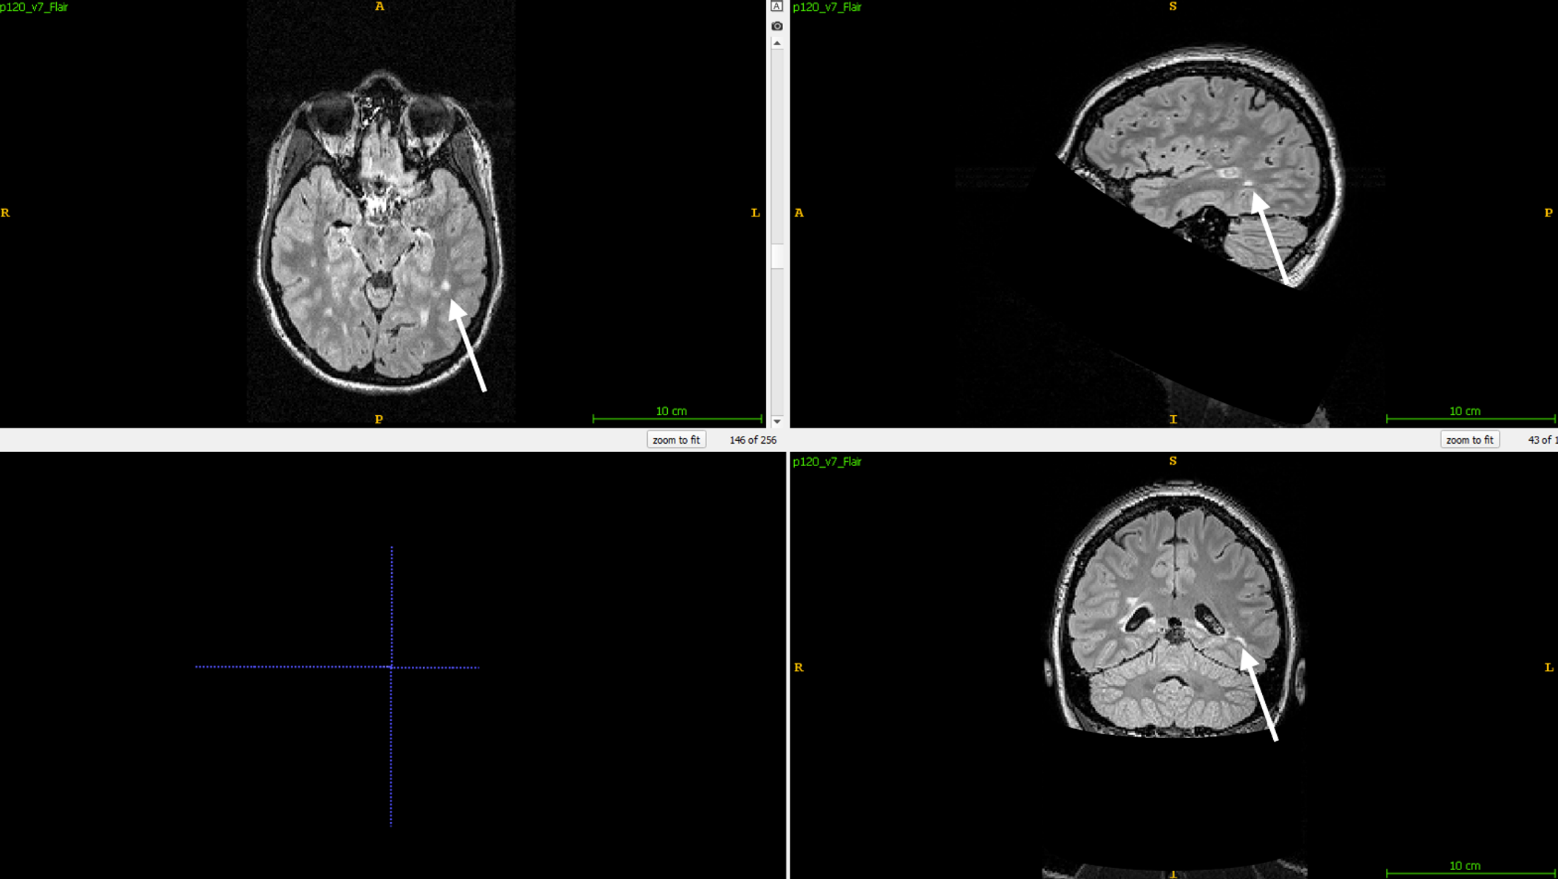 p120_v7_Flair
A
A
R
L
10 cm
P
zoom to fit
146 of 256
p120_v7_Flair
S
A
P
10 cm
I
zoom to fit
43 of 1
p120_v7_Flair
S
R
L
10 cm
I